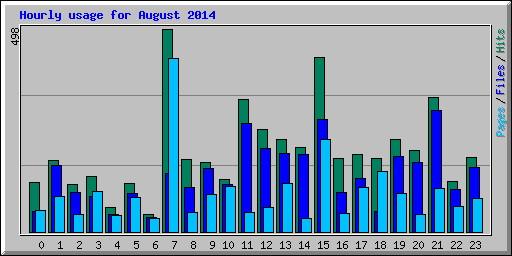 Hourly usage for August 2014
498
Pages/Files/Hits
0 1 2 3 4 5 6 7 8 9 10 11 12 13 14 15 16 17 18 19 20 21 22 23